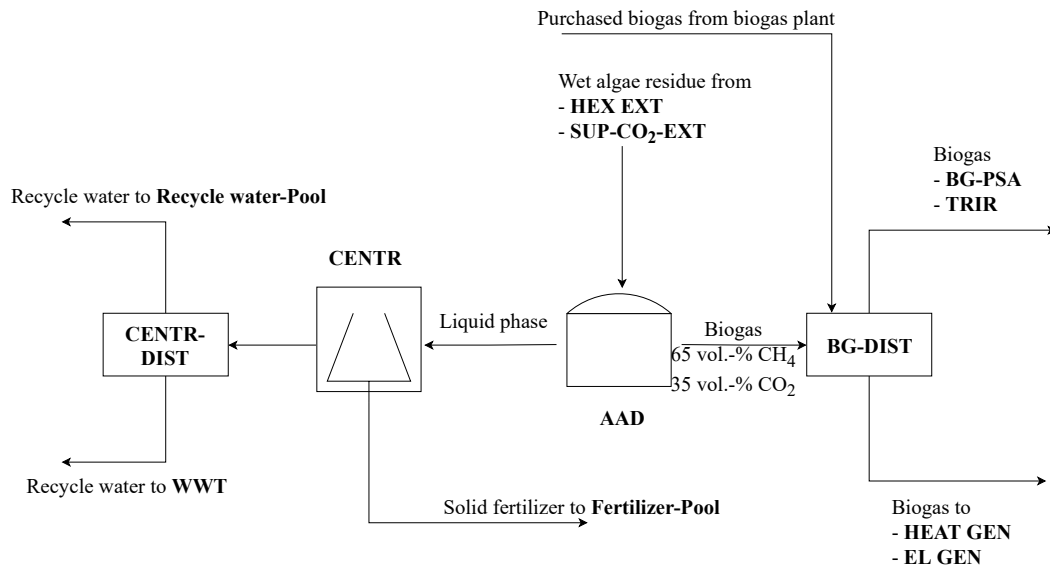 Purchased biogas from biogas plant
Wet algae residue from
- HEX EXT
- SUP-CO₂-EXT
Biogas
- BG-PSA
- TRIR
Recycle water to Recycle water-Pool
CENTR
Liquid phase
Biogas
65 vol.-% CH₄
35 vol.-% CO₂
CENTR-
DIST
BG-DIST
AAD
Recycle water to WWT
Solid fertilizer to Fertilizer-Pool
Biogas to
- HEAT GEN
- EL GEN